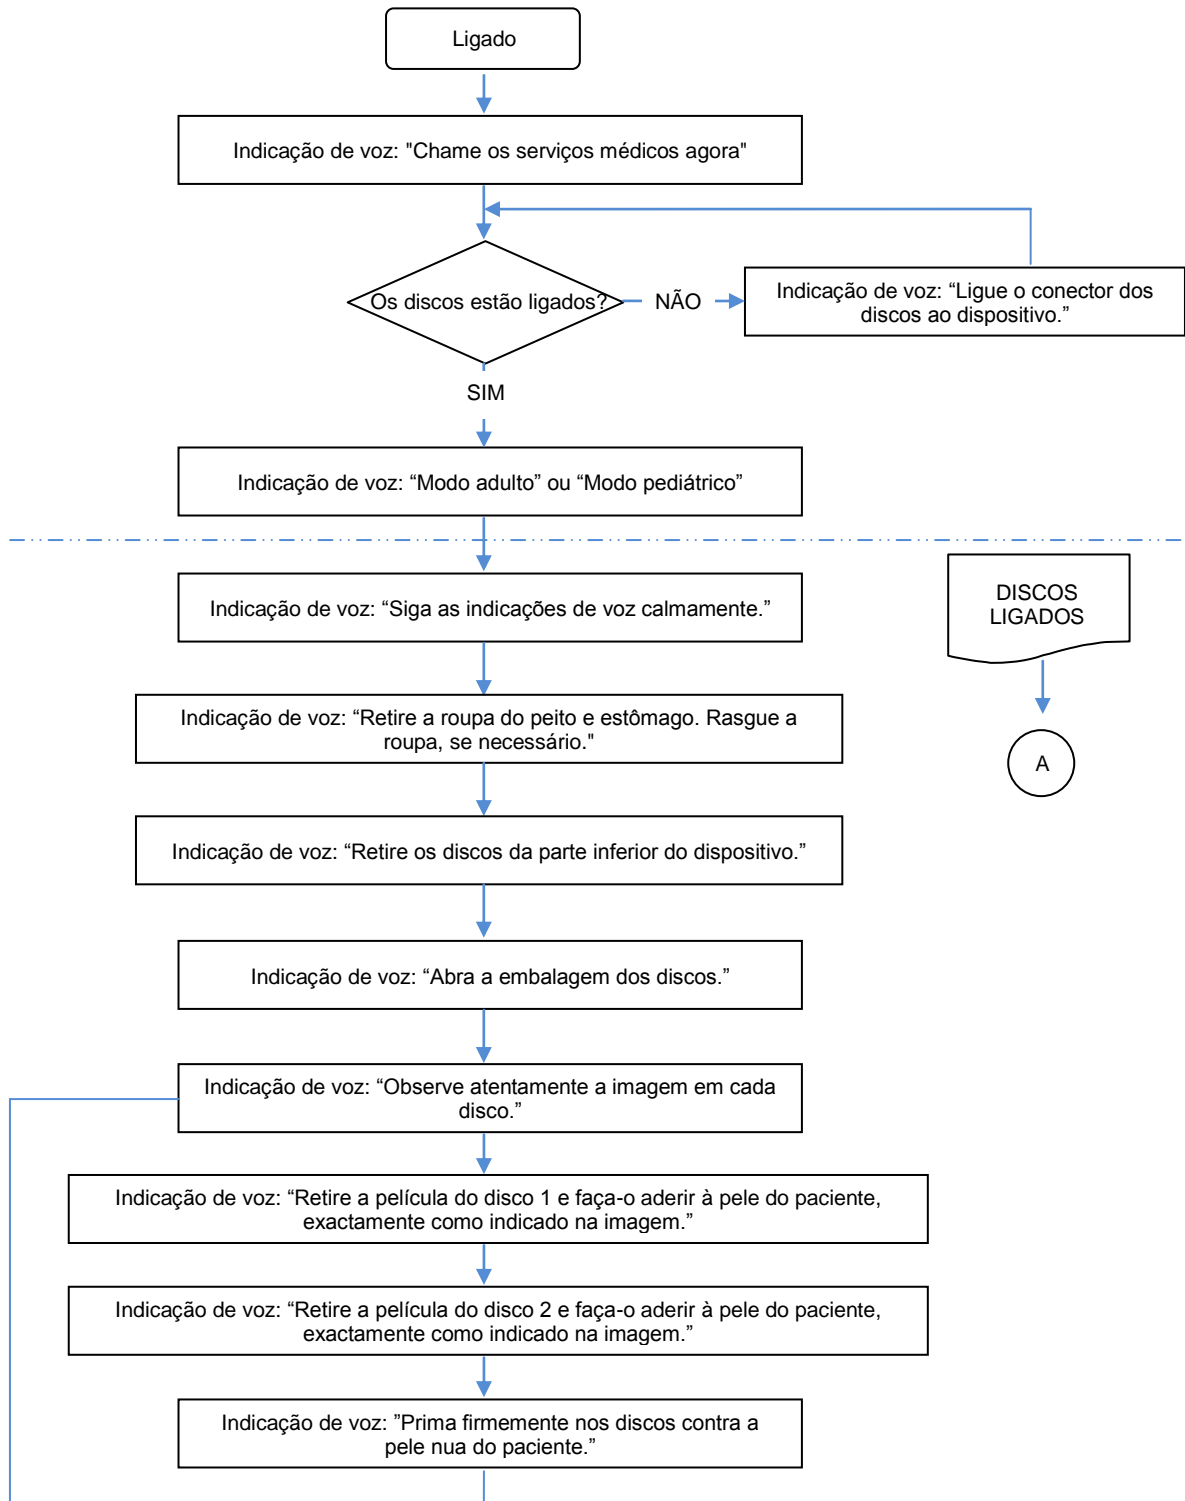 Ligado
Indicação de voz: "Chame os serviços médicos agora"
Os discos estão ligados?
NÃO
Indicação de voz: “Ligue o conector dos
discos ao dispositivo.”
SIM
Indicação de voz: “Modo adulto” ou “Modo pediátrico”
Indicação de voz: “Siga as indicações de voz calmamente.”
DISCOS
LIGADOS
Indicação de voz: “Retire a roupa do peito e estômago. Rasgue a
roupa, se necessário."
A
Indicação de voz: “Retire os discos da parte inferior do dispositivo.”
Indicação de voz: “Abra a embalagem dos discos.”
Indicação de voz: “Observe atentamente a imagem em cada
disco.”
Indicação de voz: “Retire a película do disco 1 e faça-o aderir à pele do paciente,
exactamente como indicado na imagem.”
Indicação de voz: “Retire a película do disco 2 e faça-o aderir à pele do paciente,
exactamente como indicado na imagem.”
Indicação de voz: ”Prima firmemente nos discos contra a
pele nua do paciente.”